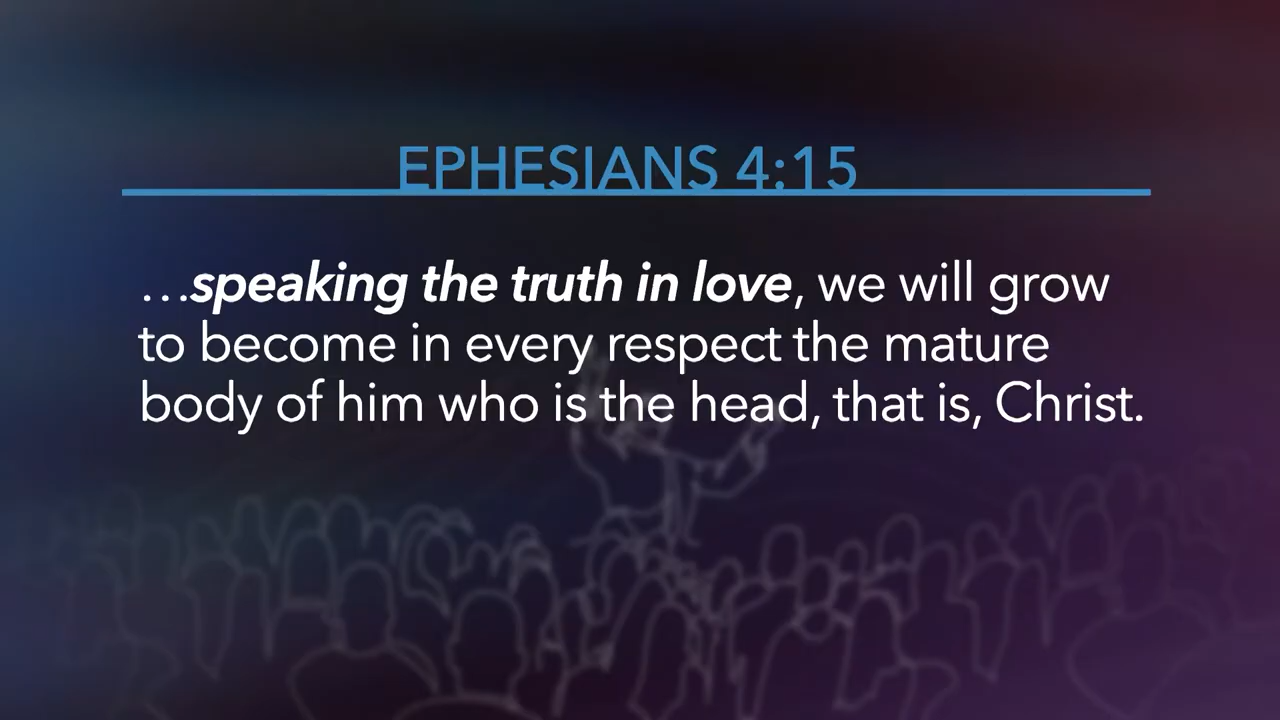 EPHESIANS 4:15
…speaking the truth in love, we will grow
to become in every respect the mature
body of him who is the head, that is, Christ.